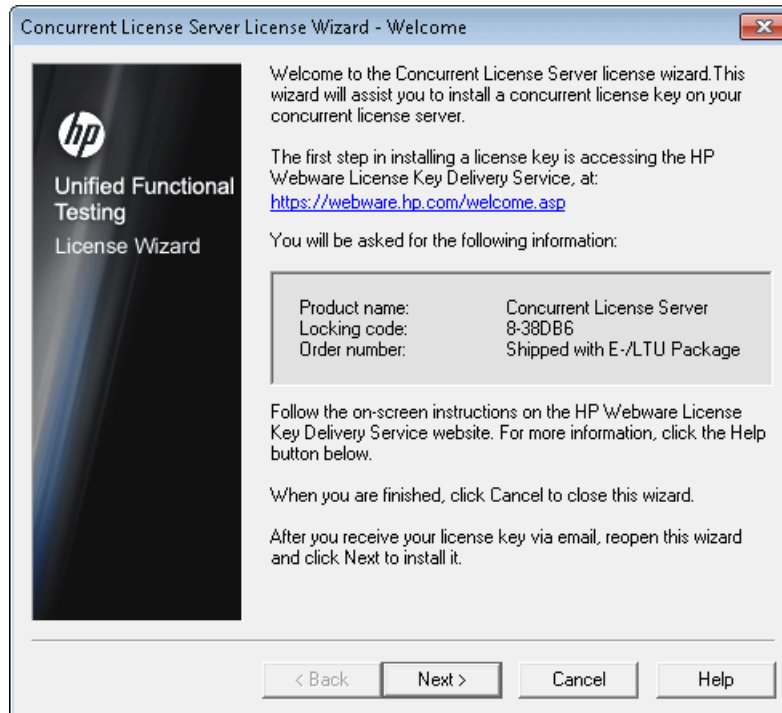 Concurrent License Server License Wizard - Welcome
hp
Unified Functional
Testing
License Wizard
Welcome to the Concurrent License Server license wizard.This
wizard will assist you to install a concurrent license key on your
concurrent license server.
The first step in installing a license key is accessing the HP
Webware License Key Delivery Service, at:
https://webware.hp.com/welcome.asp
You will be asked for the following information:
Product name: Concurrent License Server
Locking code: 8-38DB6
Order number: Shipped with E-/LTU Package
Follow the on-screen instructions on the HP Webware License
Key Delivery Service website. For more information, click the Help
button below.
When you are finished, click Cancel to close this wizard.
After you receive your license key via email, reopen this wizard
and click Next to install it.
< Back Next > Cancel Help